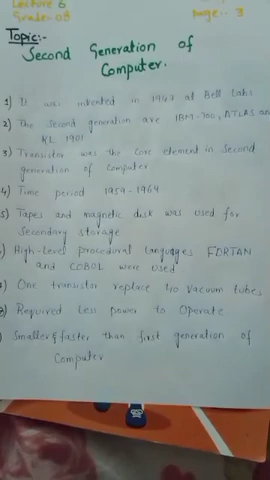 Lecture 6
Grade:-08
Page:- 3
Topic:-
Second Generation of
Computer.
1) It was invented in 1947 at Bell Labs
2) The Second generation are IBM-700, ATLAS an
1901
3) Transistor was the Core element in Second
generation of Computer
4) Time period 1959-1964
5) Tapes and magnetic disk was used for
Secondary storage
) High-Level procedural languages FORTAN
and COBOL were used
) One transistor replace 40 Vacuum tubes
) Required Less power to Operate
) Smaller & faster than first generation of
Computer